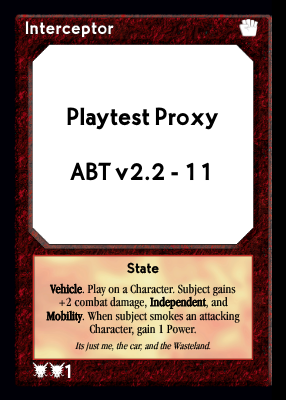 Interceptor
Playtest Proxy
ABT v2.2 - 11
State
Vehicle. Play on a Character. Subject gains
+2 combat damage, Independent, and
Mobility. When subject smokes an attacking
Character, gain 1 Power.
Its just me, the car, and the Wasteland.
1